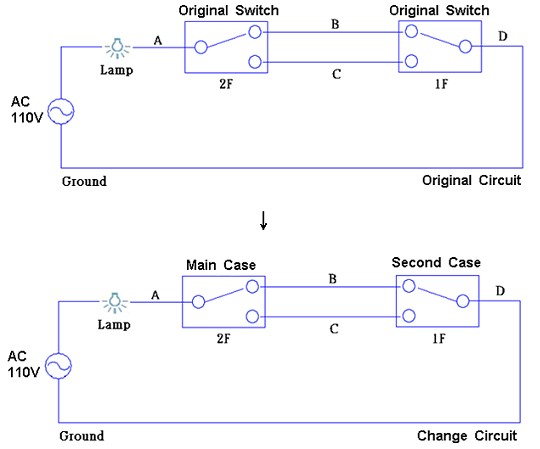 Original Switch
Original Switch
A
B
D
Lamp
C
2F
1F
AC
110V
Ground
Original Circuit
Main Case
Second Case
A
B
D
Lamp
C
2F
1F
AC
110V
Ground
Change Circuit